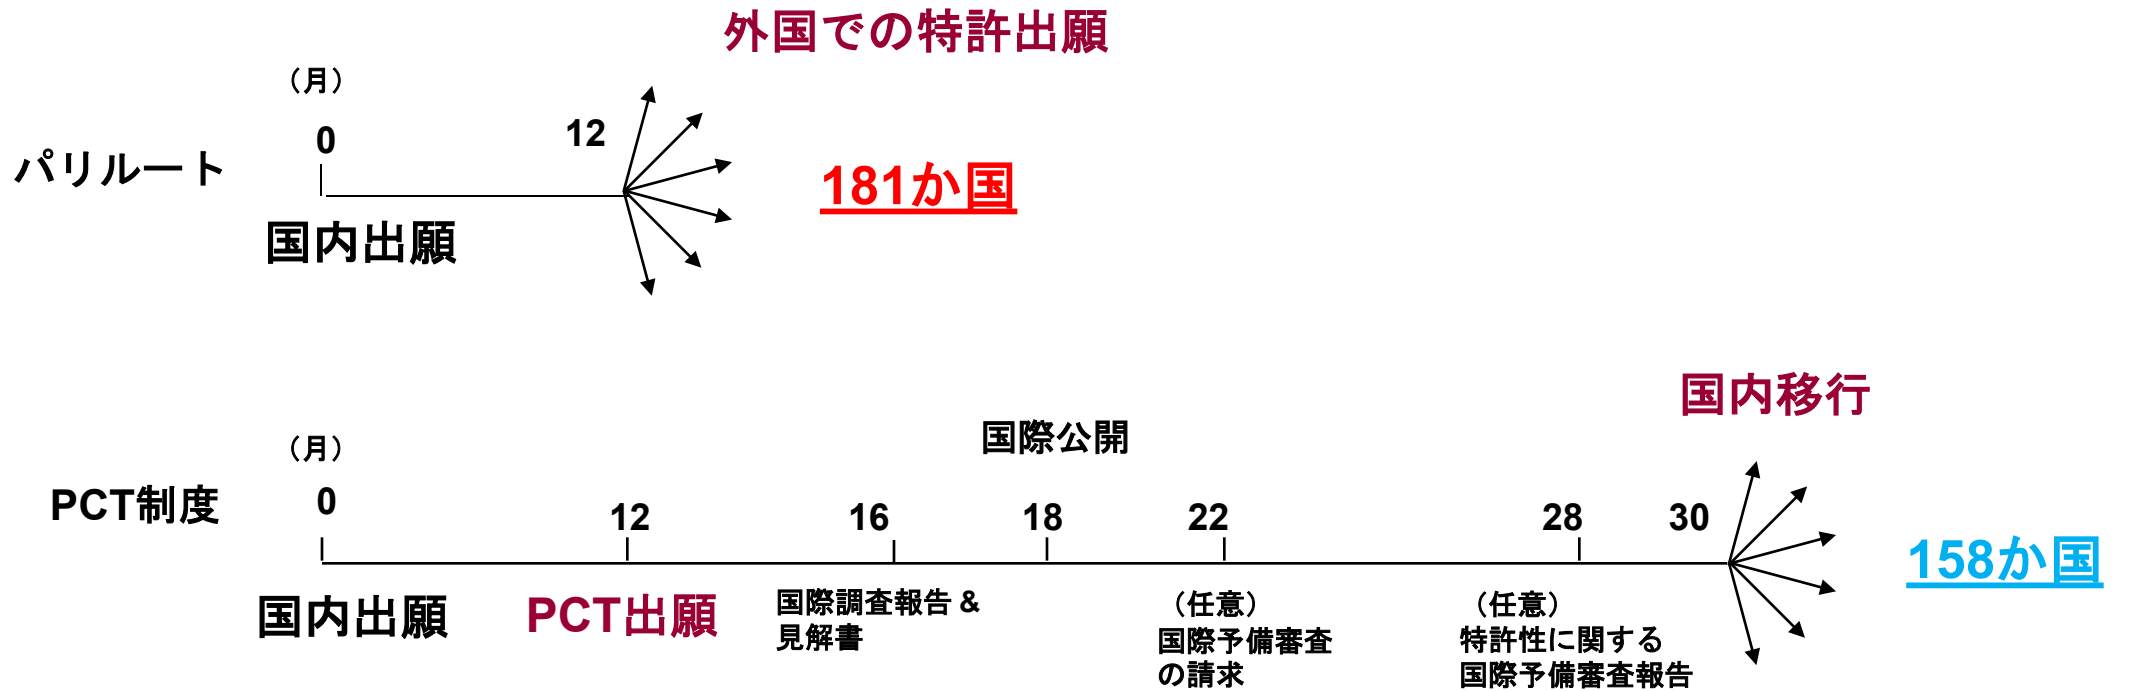 外国での特許出願
（月）
0
12
パリルート
181か国
国内出願
国内移行
国際公開
（月）
PCT制度
0
12
16
18
22
28
30
158か国
国内出願
PCT出願
国際調査報告 &
見解書
（任意）
国際予備審査
の請求
（任意）
特許性に関する
国際予備審査報告